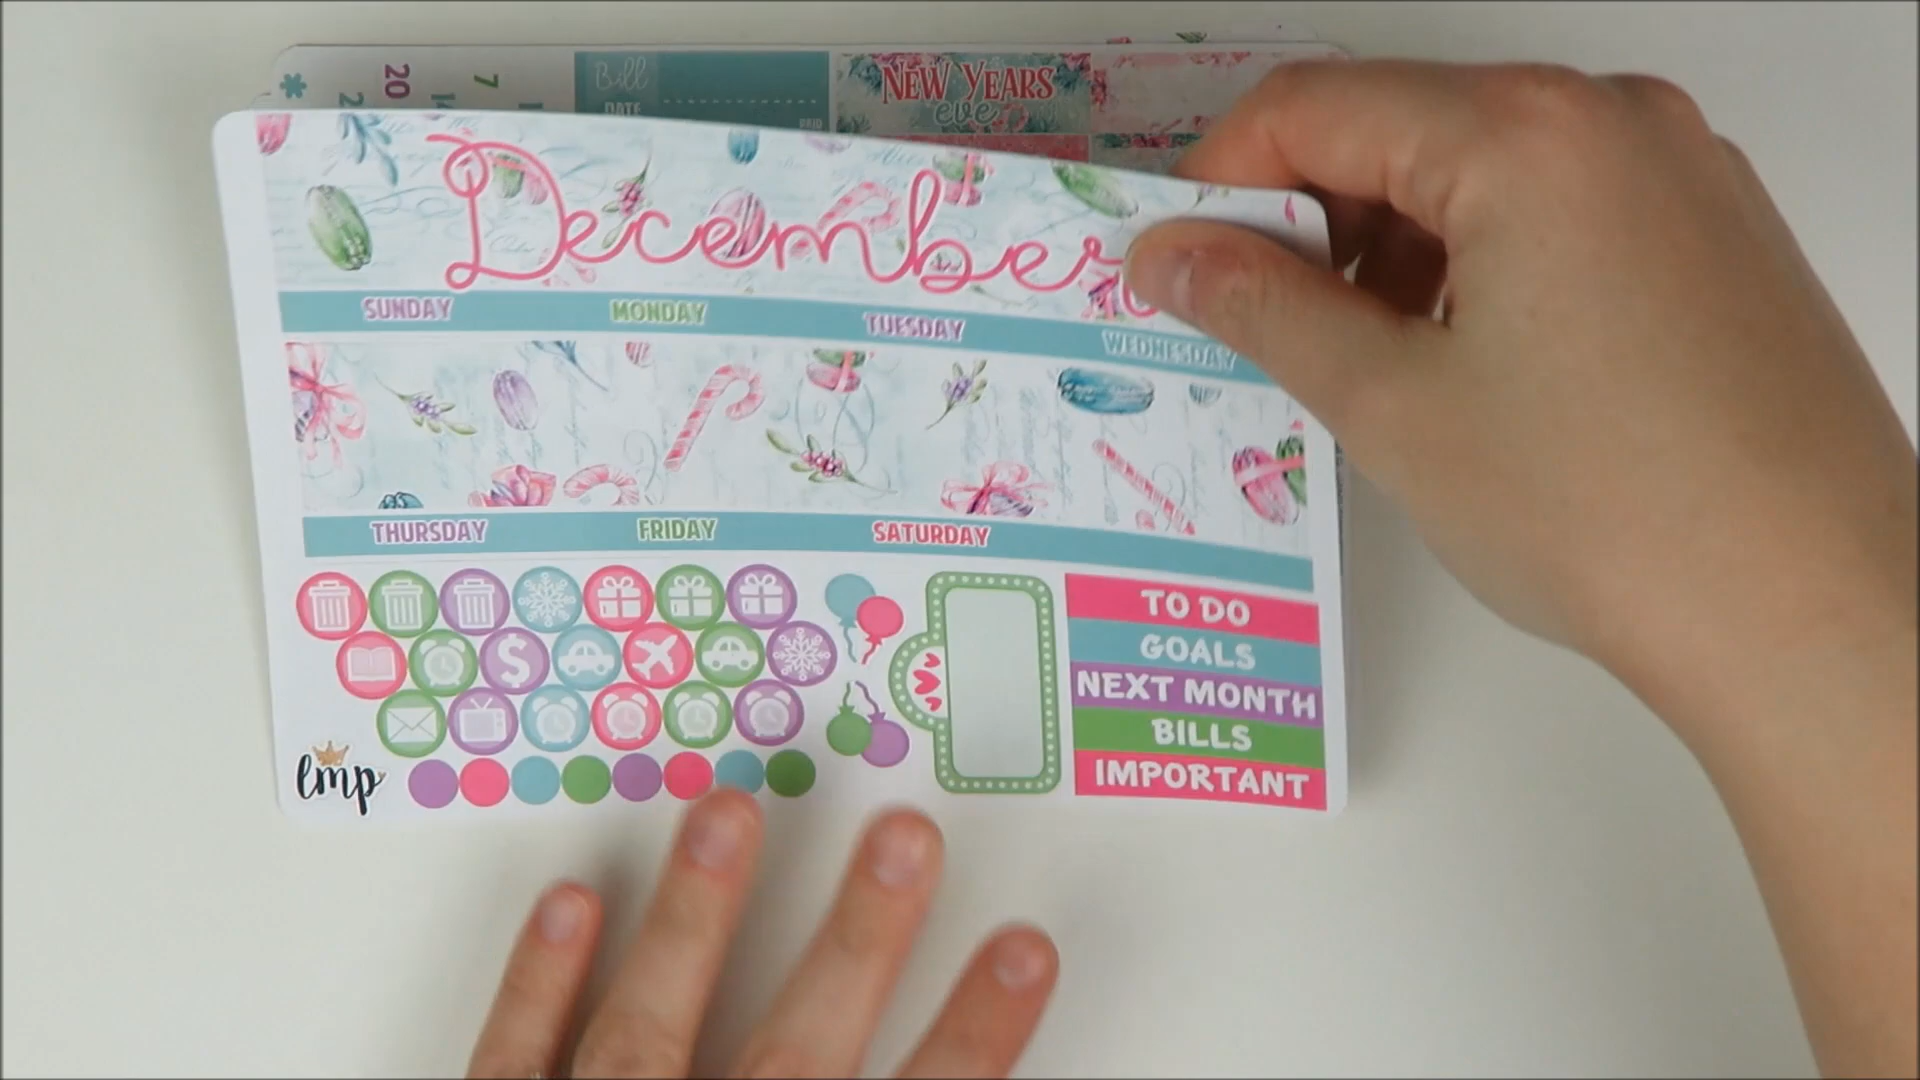 20
7
Bill
DATE
PAID
NEW YEARS
eve
December
SUNDAY
MONDAY
TUESDAY
WEDNESDAY
THURSDAY
FRIDAY
SATURDAY
$
TO DO
GOALS
NEXT MONTH
BILLS
IMPORTANT
lmp